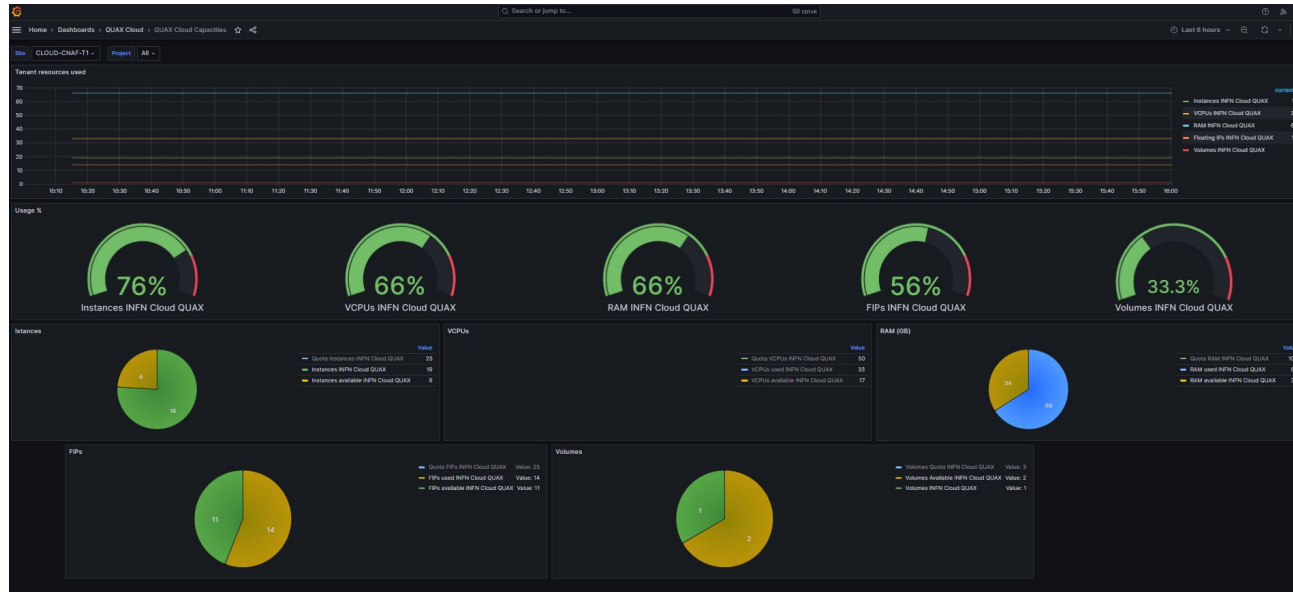 Search or jump to... ctrl+k
Home › Dashboards › QUAX Cloud › QUAX Cloud Capacities
Last 6 hours
Site CLOUD-CNAF-T1 Project All
Tenant resources used
70
60
50
40
30
20
10
0
10:10 10:20 10:30 10:40 10:50 11:00 11:10 11:20 11:30 11:40 11:50 12:00 12:10 12:20 12:30 12:40 12:50 13:00 13:10 13:20 13:30 13:40 13:50 14:00 14:10 14:20 14:30 14:40 14:50 15:00 15:10 15:20 15:30 15:40 15:50 16:00
current
Instances INFN Cloud QUAX
VCPUs INFN Cloud QUAX
RAM INFN Cloud QUAX
Floating IPs INFN Cloud QUAX
Volumes INFN Cloud QUAX
Usage %
76% 66% 66% 56% 33.3%
Instances INFN Cloud QUAX VCPUs INFN Cloud QUAX RAM INFN Cloud QUAX FIPs INFN Cloud QUAX Volumes INFN Cloud QUAX
Istances
6
19
Value
Quota Instances INFN Cloud QUAX 25
Instances INFN Cloud QUAX 19
Instances available INFN Cloud QUAX 6
VCPUs
Value
Quota VCPUs INFN Cloud QUAX 50
VCPUs used INFN Cloud QUAX 33
VCPUs available INFN Cloud QUAX 17
RAM (GB)
34
66
Quota RAM INFN Cloud QUAX
RAM used INFN Cloud QUAX
RAM available INFN Cloud QUAX
FIPs
11
14
Quota FIPs INFN Cloud QUAX Value: 25
FIPs used INFN Cloud QUAX Value: 14
FIPs available INFN Cloud QUAX Value: 11
Volumes
1
2
Volumes Quota INFN Cloud QUAX Value: 3
Volumes Available INFN Cloud QUAX Value: 2
Volumes INFN Cloud QUAX Value: 1